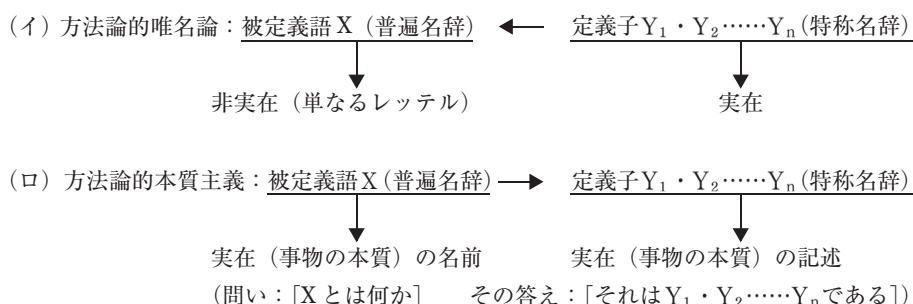 （イ）方法論的唯名論：被定義語X（普遍名辞） ← 定義子Y₁・Y₂……Yₙ(特称名辞)
非実在（単なるレッテル） 実在
（ロ）方法論的本質主義：被定義語X（普遍名辞) → 定義子Y₁・Y₂……Yₙ(特称名辞)
実在（事物の本質）の名前 実在（事物の本質）の記述
(問い：[Xとは何か] その答え：[それはY₁・Y₂……Yₙである])